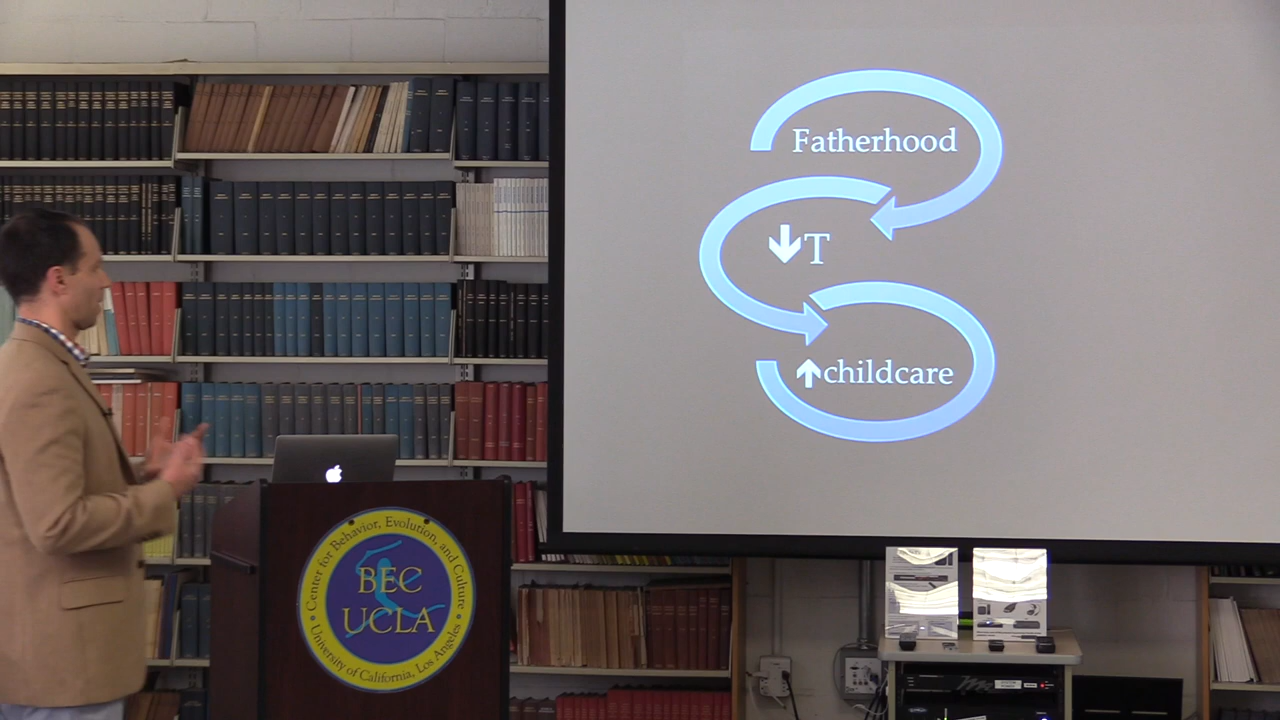 Fatherhood
↓T
↑childcare
Center for Behavior, Evolution, and Culture
BEC
UCLA
University of California, Los Angeles